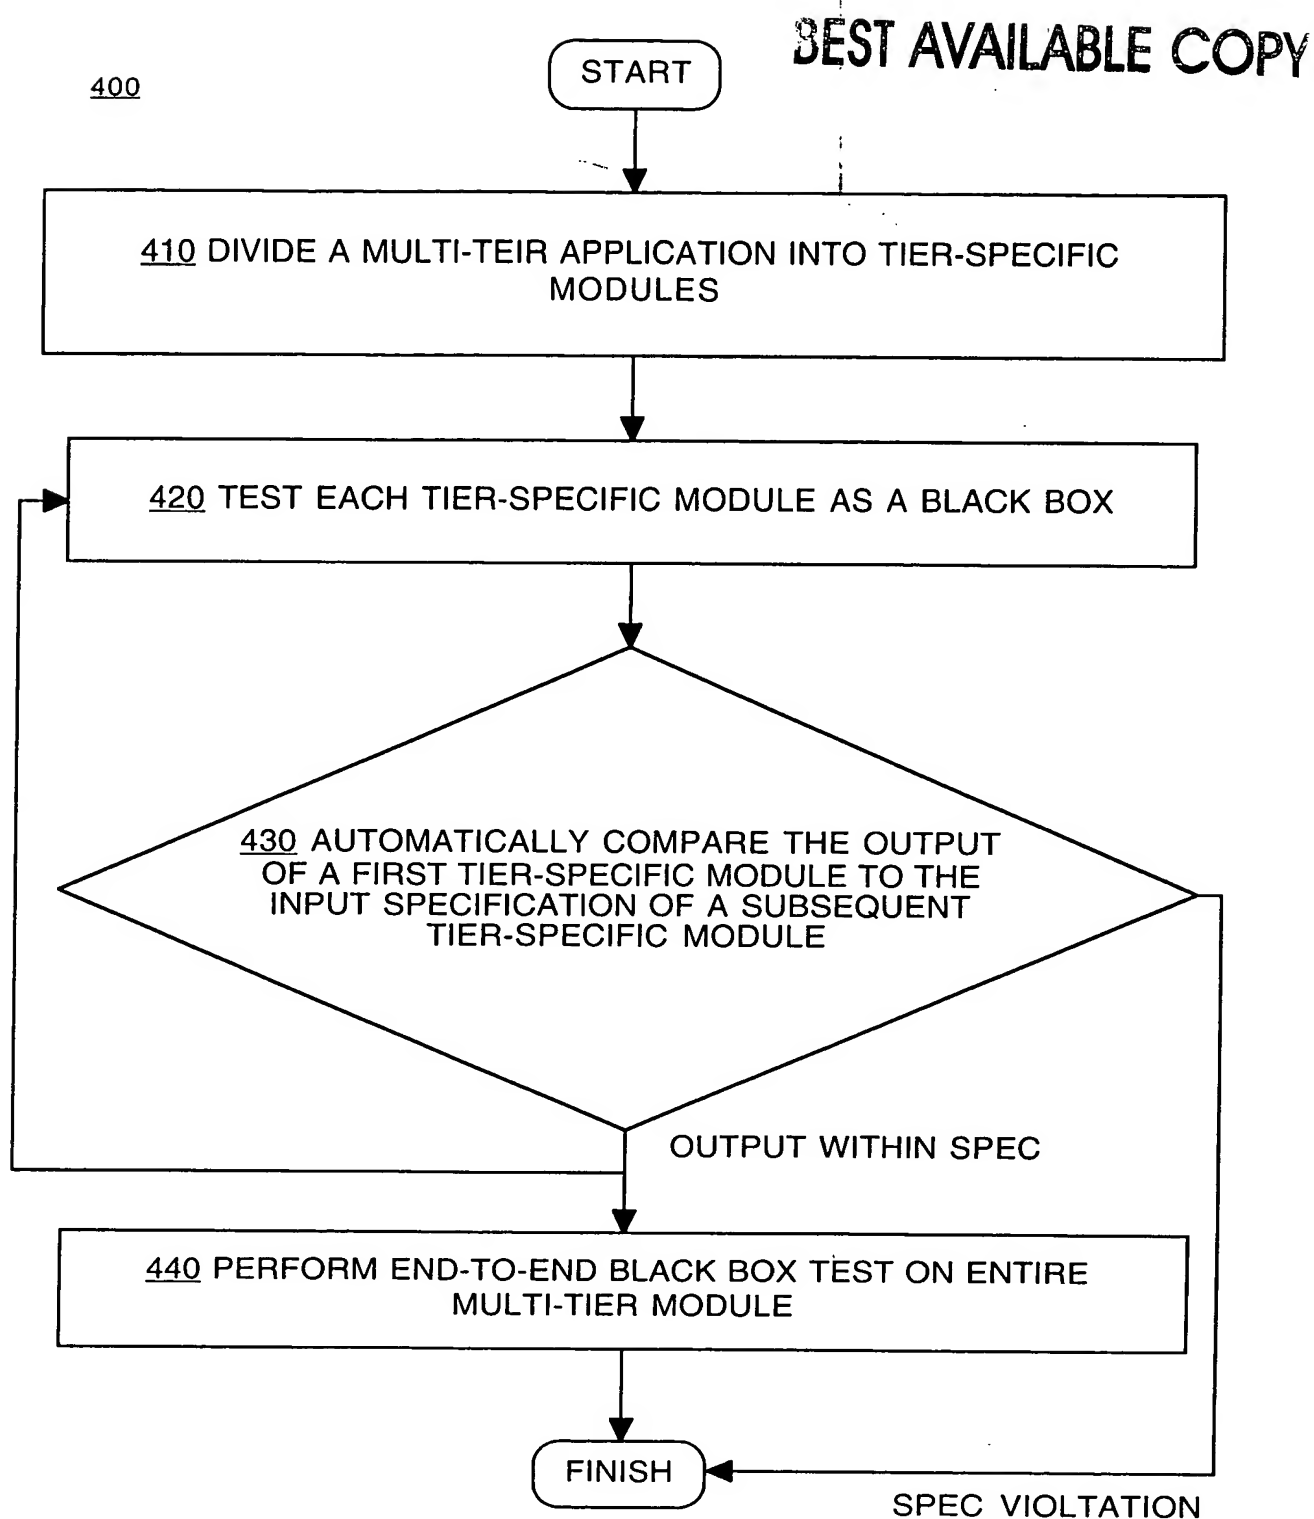 BEST AVAILABLE COPY
400
START
410 DIVIDE A MULTI-TEIR APPLICATION INTO TIER-SPECIFIC
MODULES
420 TEST EACH TIER-SPECIFIC MODULE AS A BLACK BOX
430 AUTOMATICALLY COMPARE THE OUTPUT
OF A FIRST TIER-SPECIFIC MODULE TO THE
INPUT SPECIFICATION OF A SUBSEQUENT
TIER-SPECIFIC MODULE
OUTPUT WITHIN SPEC
440 PERFORM END-TO-END BLACK BOX TEST ON ENTIRE
MULTI-TIER MODULE
FINISH
SPEC VIOLTATION